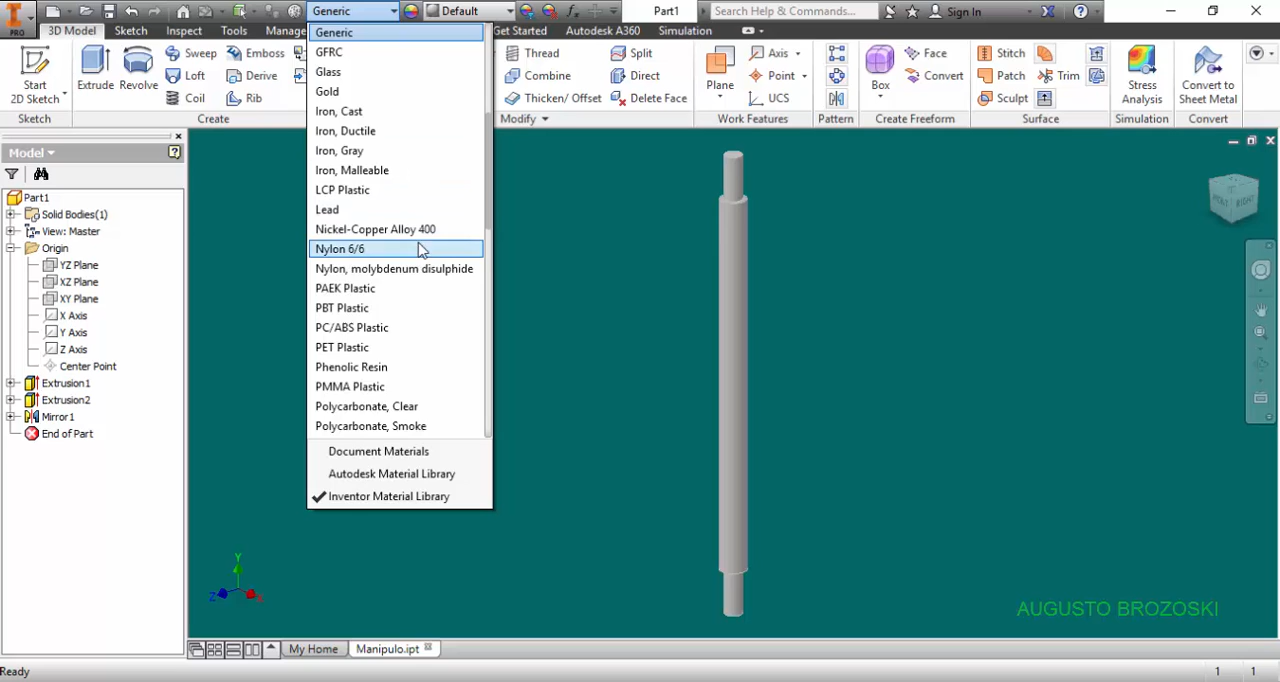 PRO
Generic
Default
Part1
Search Help & Commands...
Sign In
3D Model
Sketch
Inspect
Tools
Manage
Get Started
Autodesk A360
Simulation
Start
2D Sketch
Sketch
Extrude
Revolve
Sweep
Loft
Coil
Emboss
Derive
Rib
Create
Thread
Combine
Thicken/ Offset
Split
Direct
Delete Face
Modify
Plane
Axis
Point
UCS
Work Features
Pattern
Box
Face
Convert
Create Freeform
Stitch
Patch
Sculpt
Trim
Surface
Stress
Analysis
Simulation
Convert to
Sheet Metal
Convert
Model
Part1
Solid Bodies(1)
View: Master
Origin
YZ Plane
XZ Plane
XY Plane
X Axis
Y Axis
Z Axis
Center Point
Extrusion1
Extrusion2
Mirror1
End of Part
Generic
GFRC
Glass
Gold
Iron, Cast
Iron, Ductile
Iron, Gray
Iron, Malleable
LCP Plastic
Lead
Nickel-Copper Alloy 400
Nylon 6/6
Nylon, molybdenum disulphide
PAEK Plastic
PBT Plastic
PC/ABS Plastic
PET Plastic
Phenolic Resin
PMMA Plastic
Polycarbonate, Clear
Polycarbonate, Smoke
Document Materials
Autodesk Material Library
Inventor Material Library
RIGHT
Y
Z
AUGUSTO BROZOSKI
My Home
Manipulo.ipt
Ready
1
1